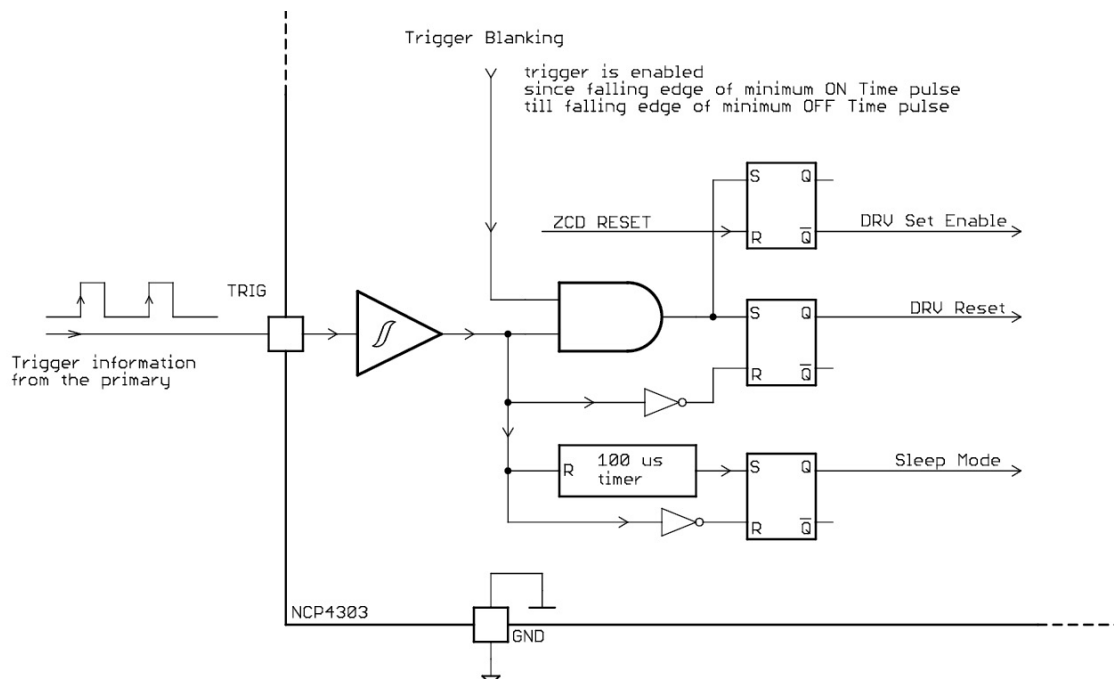 Trigger Blanking
trigger is enabled
since falling edge of minimum ON Time pulse
till falling edge of minimum OFF Time pulse
S Q
ZCD RESET
DRV Set Enable
R Q̅
TRIG
S Q
DRV Reset
Trigger information
from the primary
R Q̅
R 100 us
timer
S Q
Sleep Mode
R Q̅
NCP4303
GND